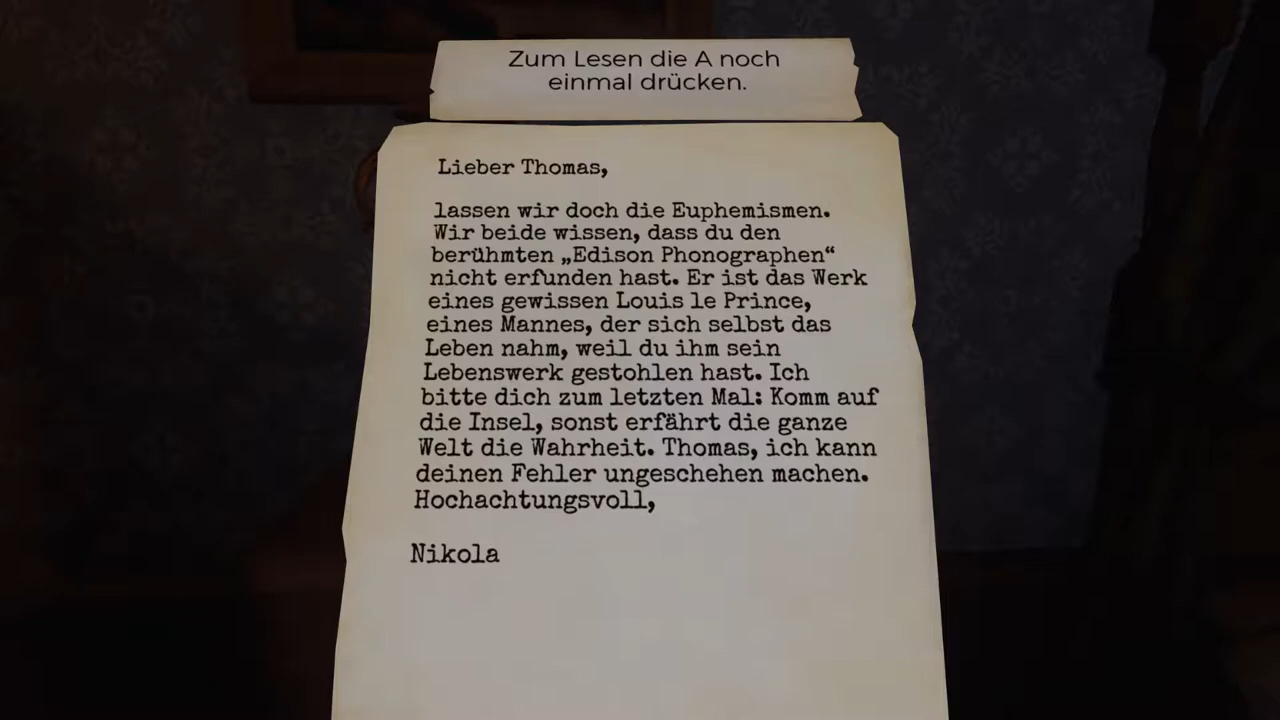 Zum Lesen die A noch
einmal drücken.
Lieber Thomas,
lassen wir doch die Euphemismen.
Wir beide wissen, dass du den
berühmten „Edison Phonographen“
nicht erfunden hast. Er ist das Werk
eines gewissen Louis le Prince,
eines Mannes, der sich selbst das
Leben nahm, weil du ihm sein
Lebenswerk gestohlen hast. Ich
bitte dich zum letzten Mal: Komm auf
die Insel, sonst erfährt die ganze
Welt die Wahrheit. Thomas, ich kann
deinen Fehler ungeschehen machen.
Hochachtungsvoll,
Nikola